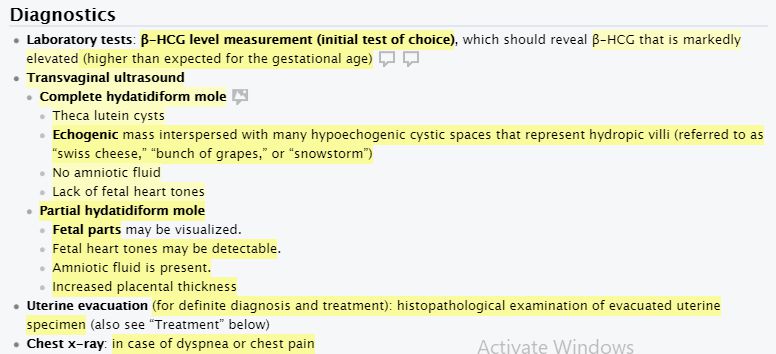 Diagnostics
Laboratory tests: β-HCG level measurement (initial test of choice), which should reveal β-HCG that is markedly
elevated (higher than expected for the gestational age)
Transvaginal ultrasound
Complete hydatidiform mole
Theca lutein cysts
Echogenic mass interspersed with many hypoechogenic cystic spaces that represent hydropic villi (referred to as
“swiss cheese,” “bunch of grapes,” or “snowstorm”)
No amniotic fluid
Lack of fetal heart tones
Partial hydatidiform mole
Fetal parts may be visualized.
Fetal heart tones may be detectable.
Amniotic fluid is present.
Increased placental thickness
Uterine evacuation (for definite diagnosis and treatment): histopathological examination of evacuated uterine
specimen (also see “Treatment” below)
Chest x-ray: in case of dyspnea or chest pain
Activate Windows